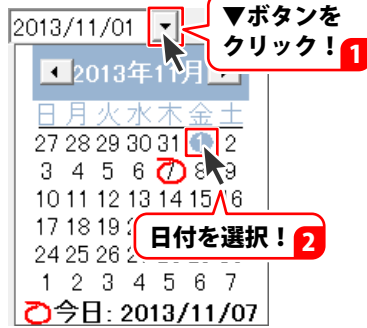 2013/11/01
▼ボタンを
クリック！
1
2013年11月
日 月 火 水 木 金 土
27 28 29 30 31 1 2
3 4 5 6 7 8 9
10 11 12 13 14 15 16
17 18 19
日付を選択！ 2
24 25 26
1 2 3 4 5 6 7
今日: 2013/11/07